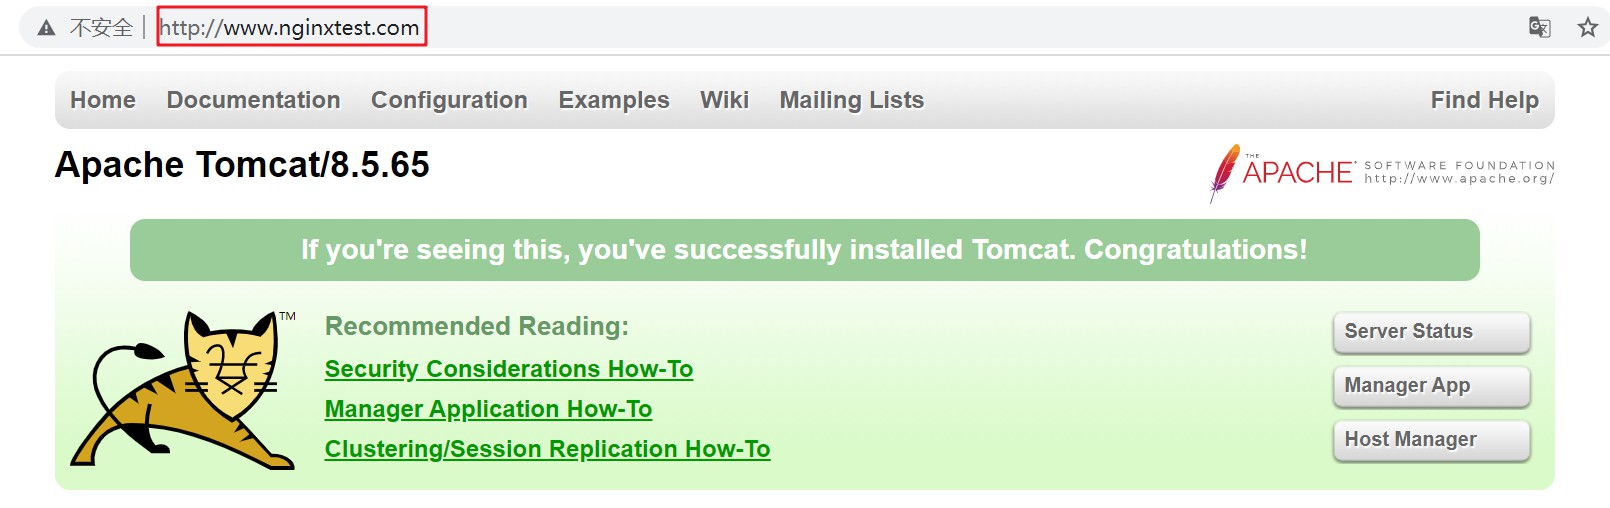 不安全 | http://www.nginxtest.com
Home Documentation Configuration Examples Wiki Mailing Lists Find Help
Apache Tomcat/8.5.65
THE APACHE® SOFTWARE FOUNDATION
http://www.apache.org/
If you're seeing this, you've successfully installed Tomcat. Congratulations!
TM
Recommended Reading:
Security Considerations How-To
Manager Application How-To
Clustering/Session Replication How-To
Server Status
Manager App
Host Manager